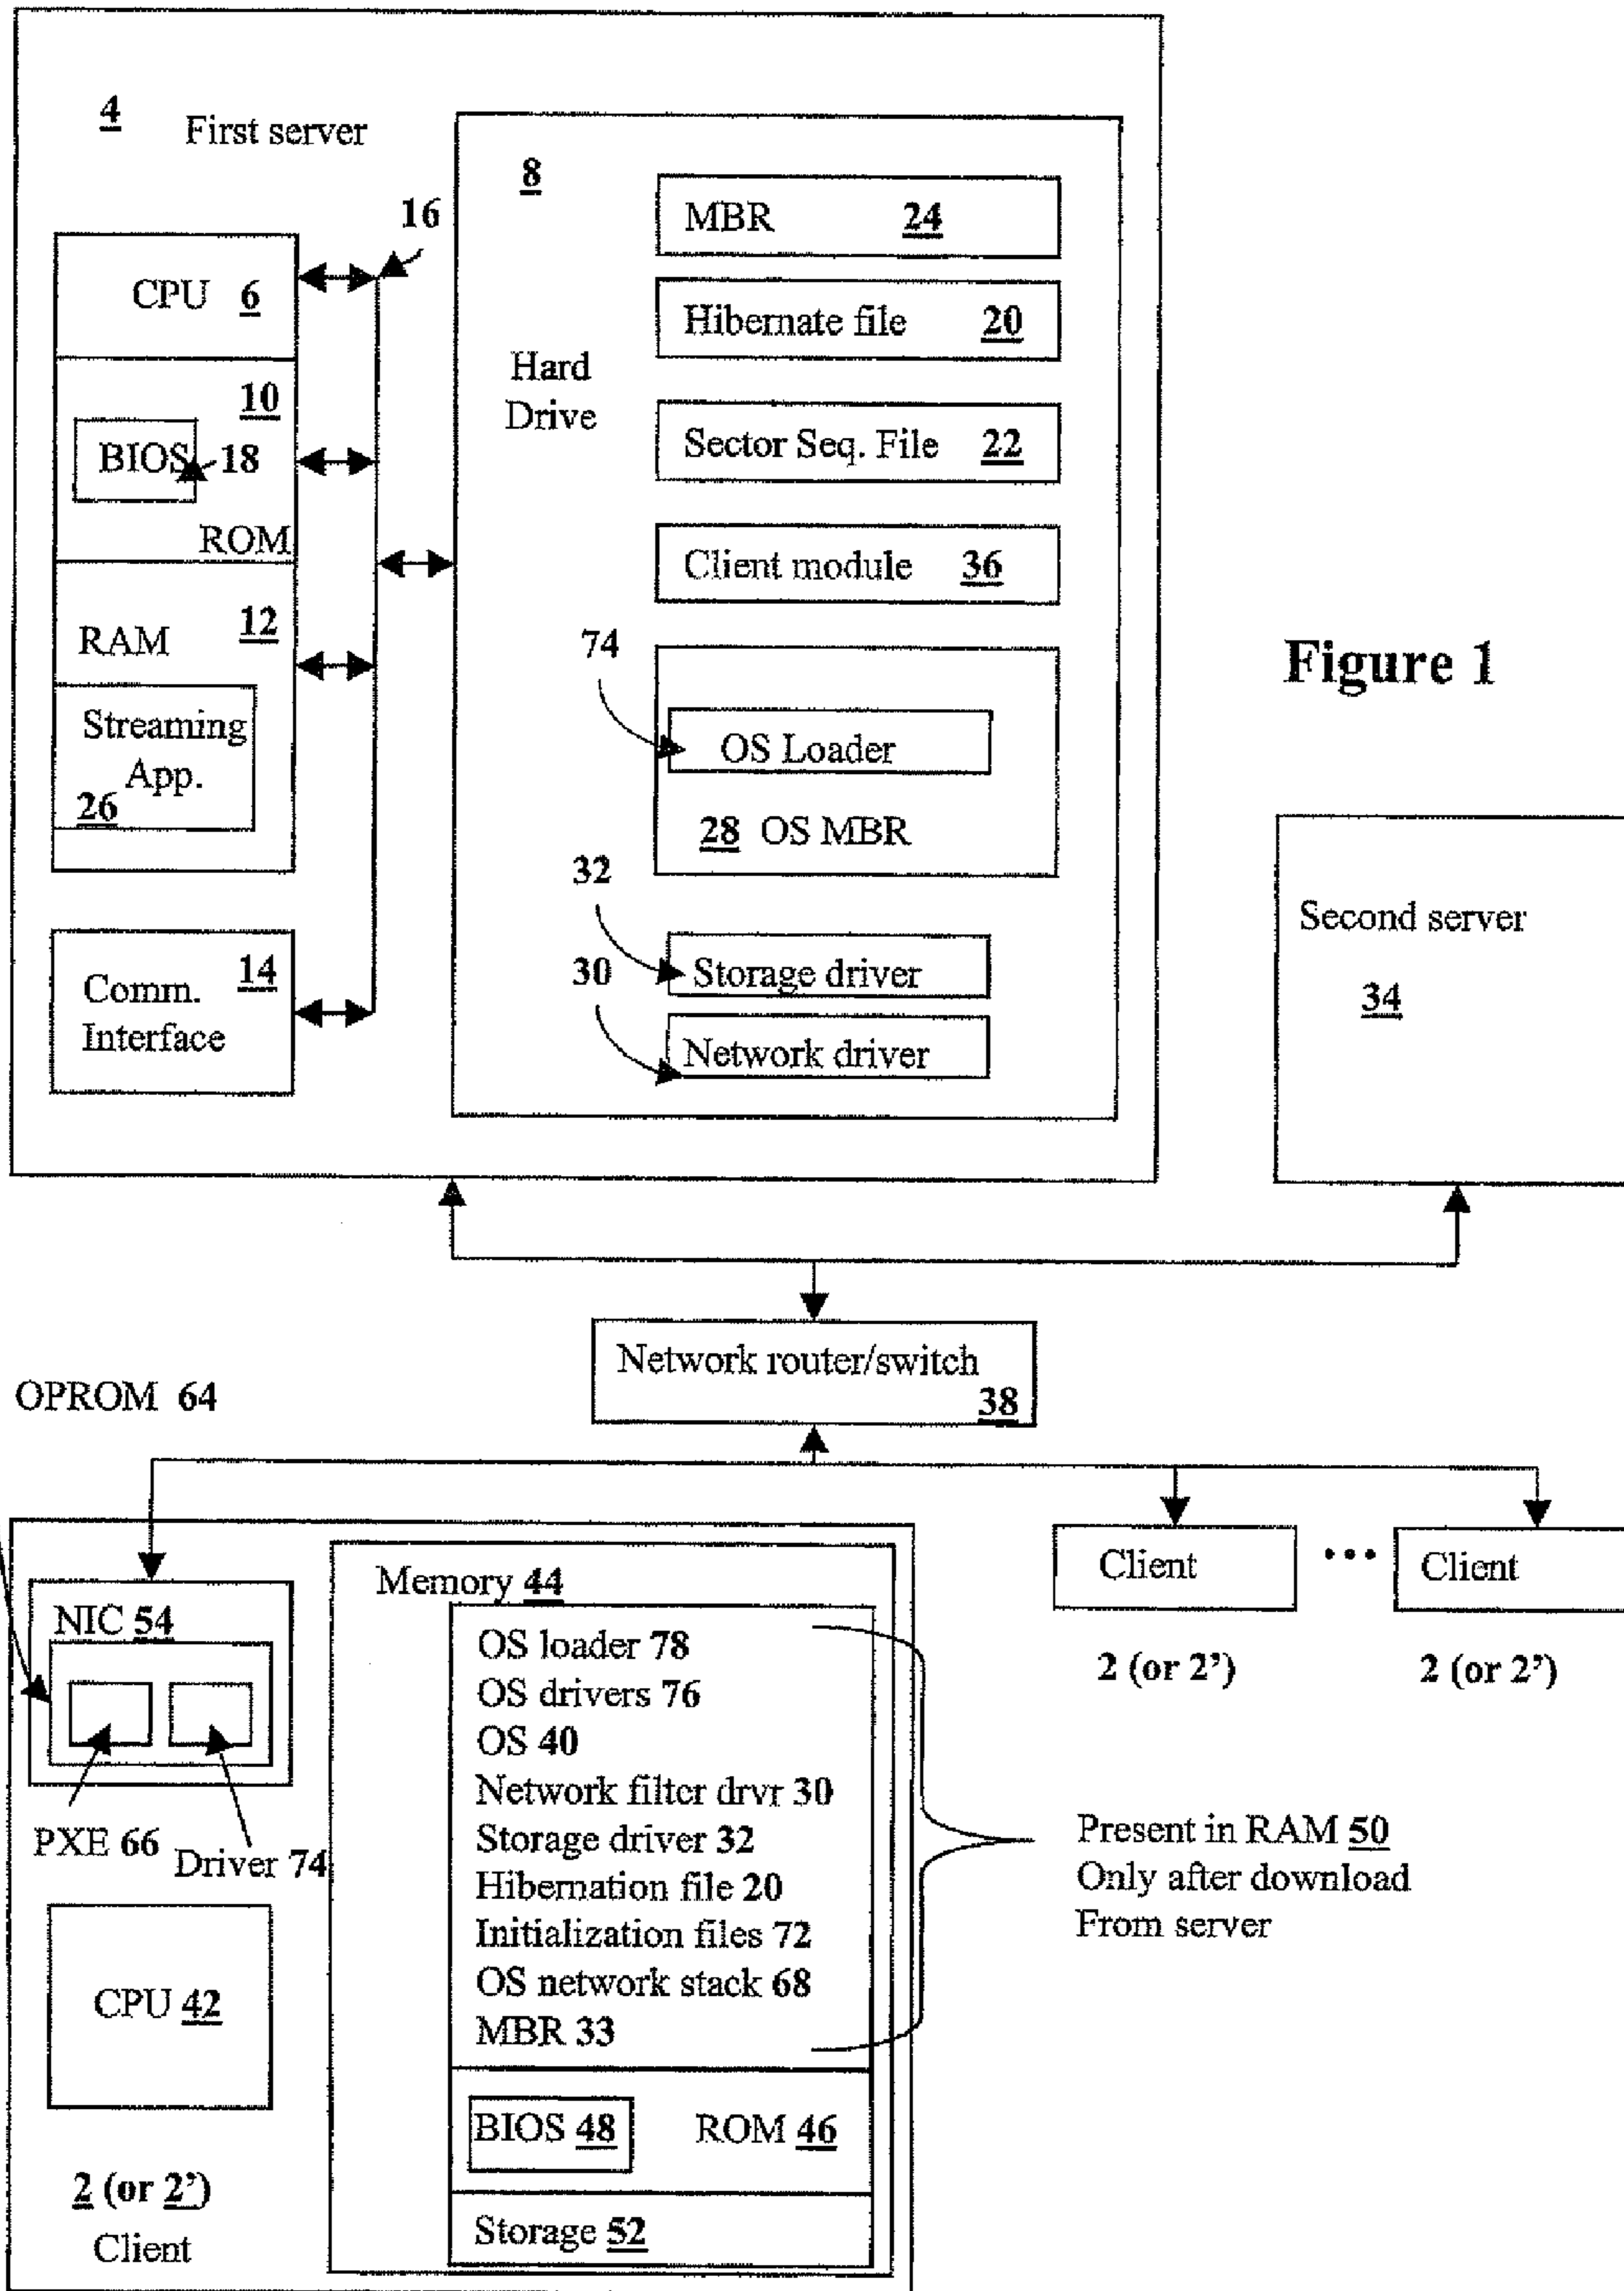 4 First server
16
CPU 6
10
BIOS 18
ROM
RAM 12
Streaming
App.
26
14
Comm.
Interface
8
Hard
Drive
MBR 24
Hibernate file 20
Sector Seq. File 22
Client module 36
74
OS Loader
28 OS MBR
32
Storage driver
30
Network driver
Figure 1
Second server
34
Network router/switch
38
OPROM 64
NIC 54
PXE 66
Driver 74
CPU 42
2 (or 2')
Client
Memory 44
OS loader 78
OS drivers 76
OS 40
Network filter drvr 30
Storage driver 32
Hibernation file 20
Initialization files 72
OS network stack 68
MBR 33
BIOS 48 ROM 46
Storage 52
Present in RAM 50
Only after download
From server
Client ••• Client
2 (or 2') 2 (or 2')